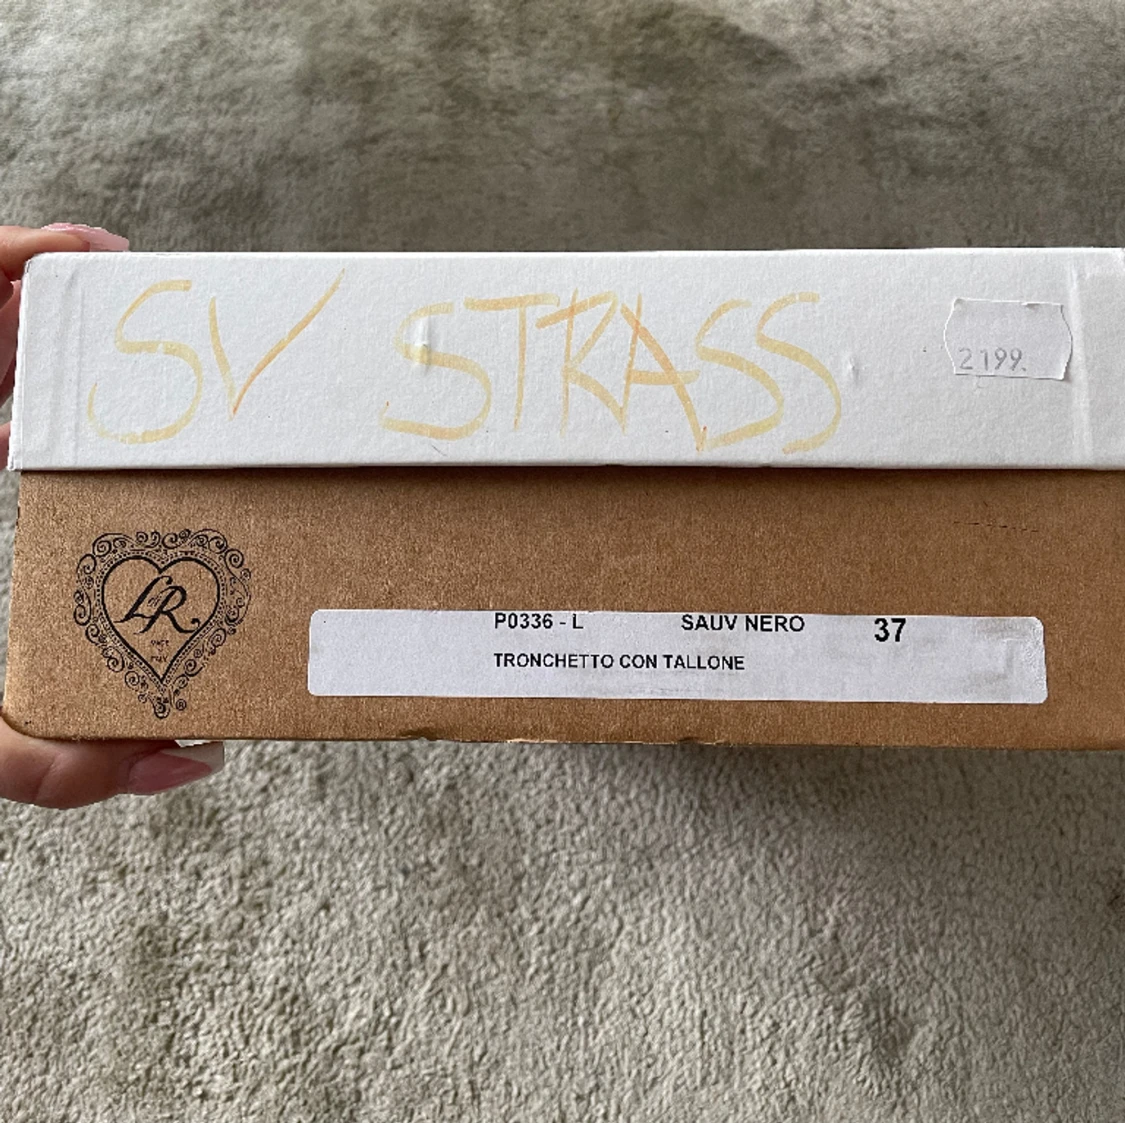 SV STRASS
2199.
L R
P0336 - L SAUV NERO 37
TRONCHETTO CON TALLONE